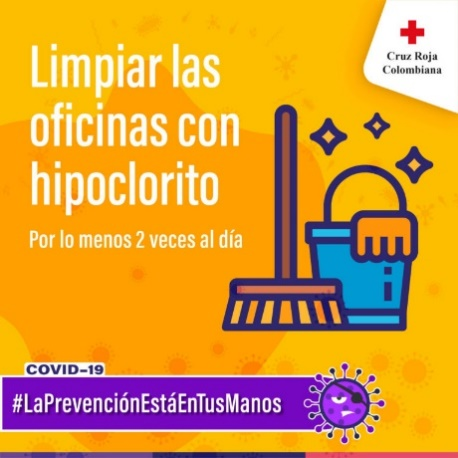 Cruz Roja
Colombiana
Limpiar las
oficinas con
hipoclorito
Por lo menos 2 veces al día
COVID-19
#LaPrevenciónEstáEnTusManos